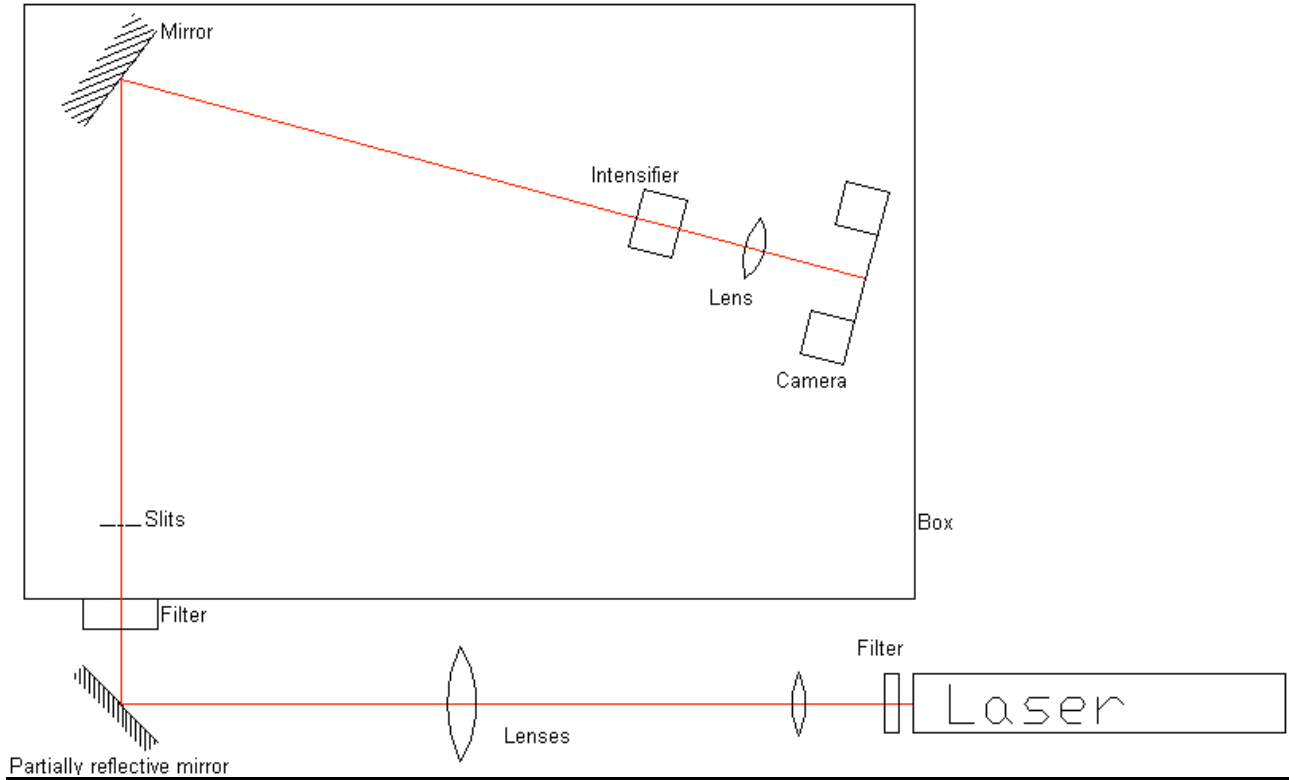 Mirror
Intensifier
Lens
Camera
Slits
Box
Filter
Filter
Laser
Lenses
Partially reflective mirror